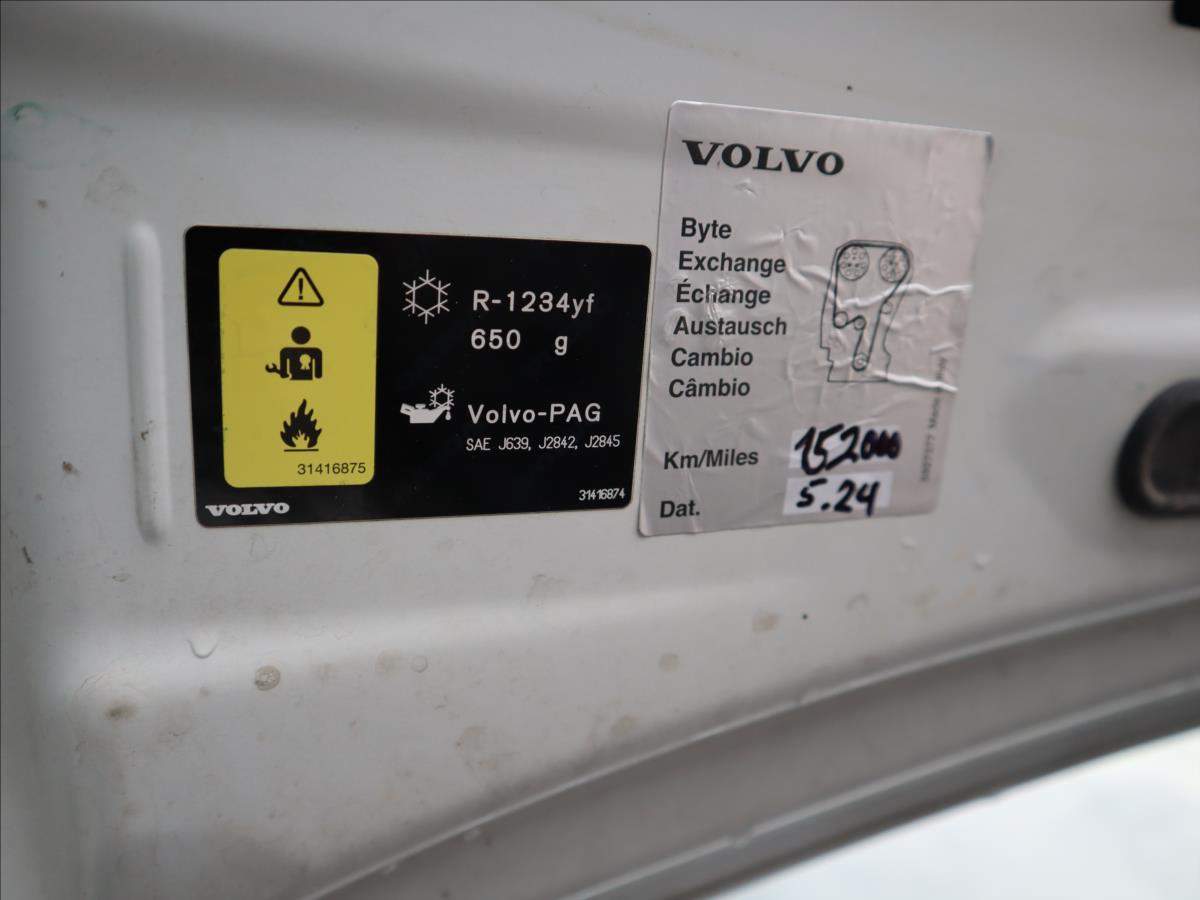 R-1234yf
650 g
Volvo-PAG
SAE J639, J2842, J2845
31416875
VOLVO
31416874
VOLVO
Byte
Exchange
Échange
Austausch
Cambio
Câmbio
Km/Miles 152000
Dat. 5.24